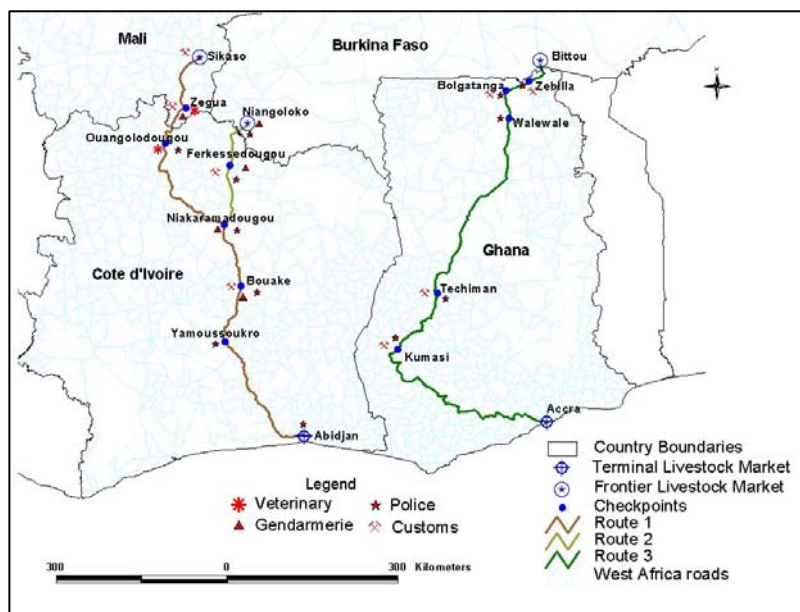 Mali
Burkina Faso
Sikaso
Bittou
Zegua
Bolgatanga
Zebilla
Niangoloko
Walewale
Ouangolodougou
Ferkessedougou
Niakaramadougou
Ghana
Cote d'Ivoire
Bouake
Techiman
Yamoussoukro
Kumasi
Accra
Abidjan
Legend
Veterinary
Police
Gendarmerie
Customs
Country Boundaries
Terminal Livestock Market
Frontier Livestock Market
Checkpoints
Route 1
Route 2
Route 3
West Africa roads
300 0 300 Kilometers